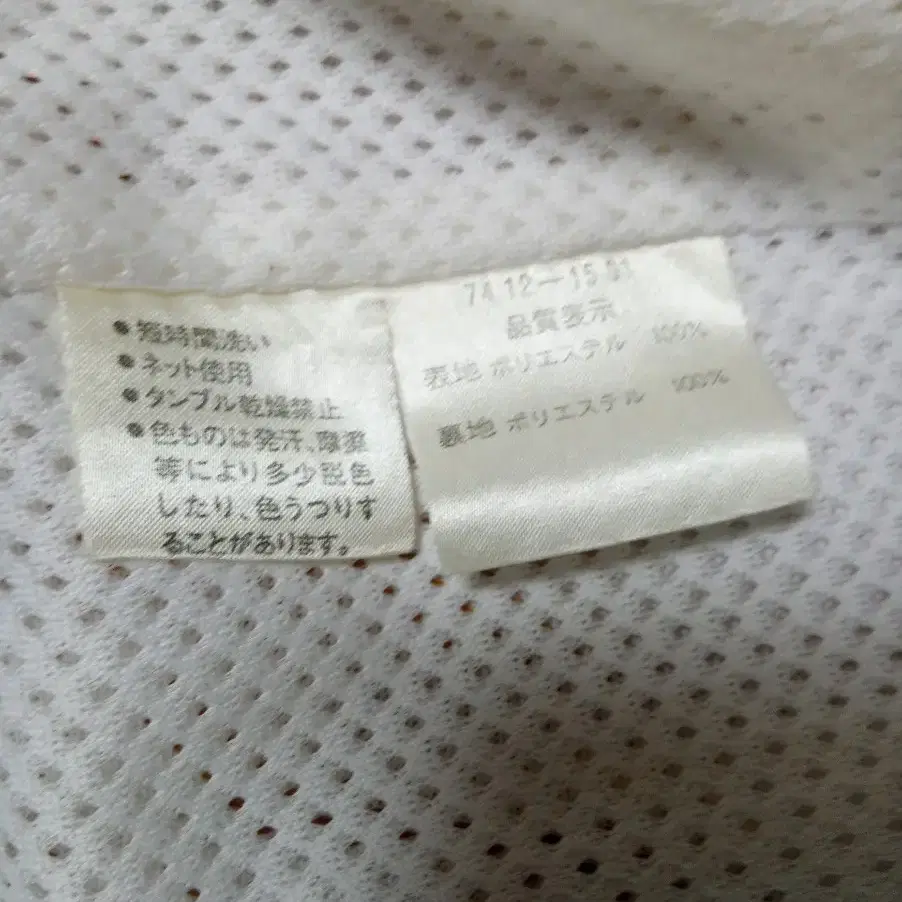 ●短時間洗い
●ネット使用
●タンブル乾燥禁止
●色ものは発汗、摩擦
等により多少脱色
したり、色うつりす
ることがあります。
7412-1501
品質表示
表地 ポリエステル 100%
裏地 ポリエステル 100%